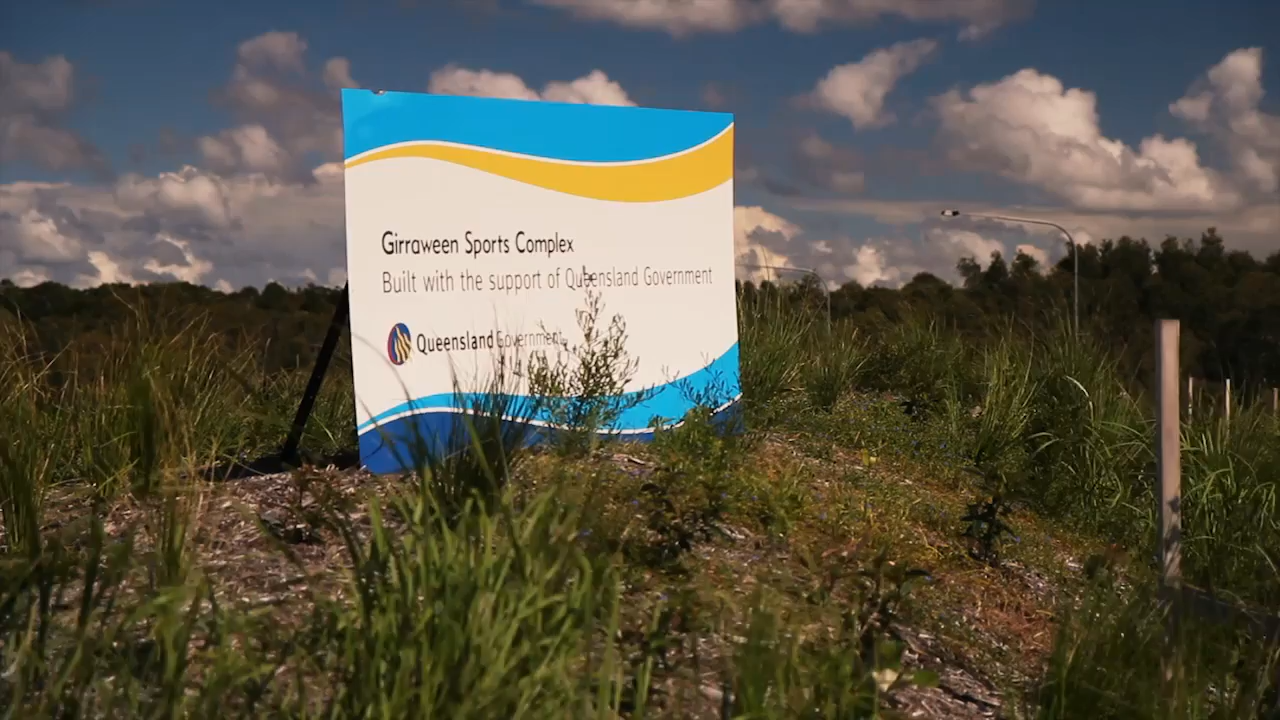 Girraween Sports Complex
Built with the support of Queensland Government
Queensland Government